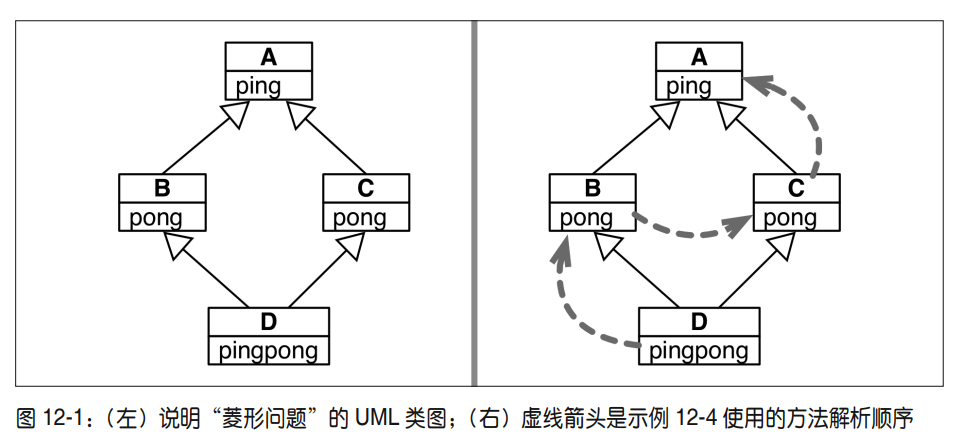 A
ping
B
pong
C
pong
D
pingpong
A
ping
B
pong
C
pong
D
pingpong
图 12-1：（左）说明“菱形问题”的 UML 类图；（右）虚线箭头是示例 12-4 使用的方法解析顺序